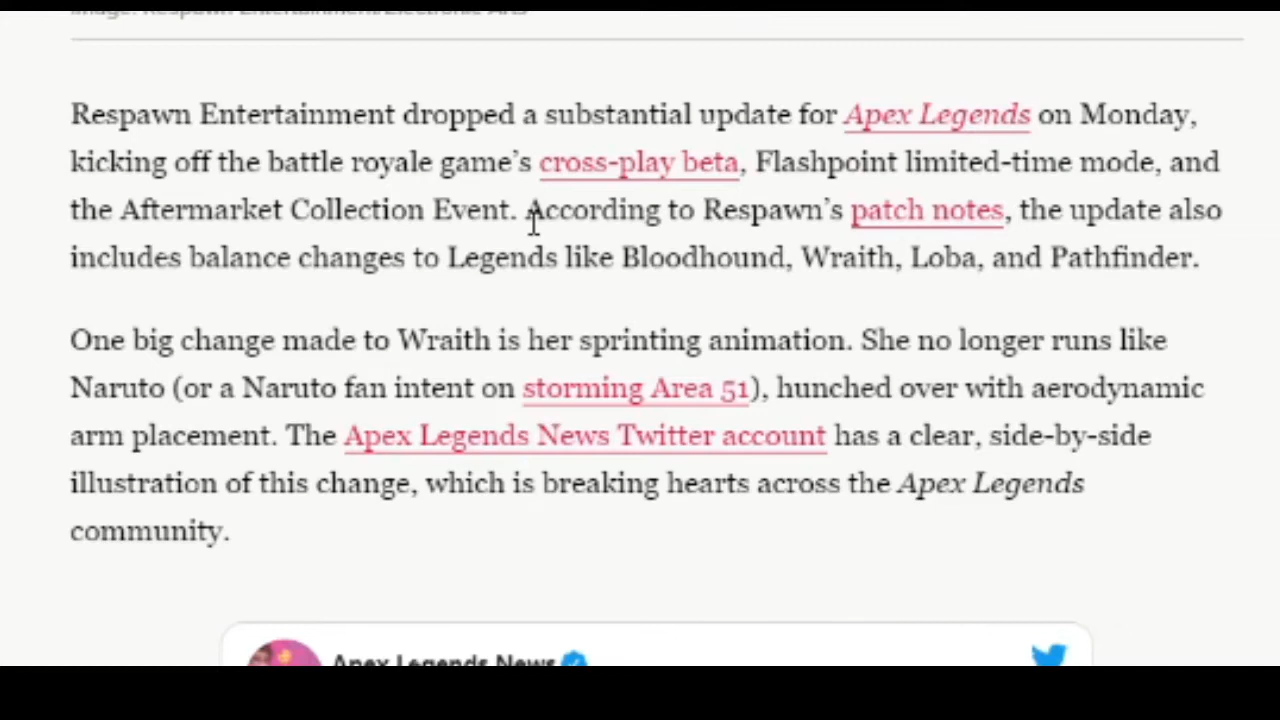 Image: Respawn Entertainment/Electronic Arts
Respawn Entertainment dropped a substantial update for Apex Legends on Monday,
kicking off the battle royale game’s cross-play beta, Flashpoint limited-time mode, and
the Aftermarket Collection Event. According to Respawn’s patch notes, the update also
includes balance changes to Legends like Bloodhound, Wraith, Loba, and Pathfinder.
One big change made to Wraith is her sprinting animation. She no longer runs like
Naruto (or a Naruto fan intent on storming Area 51), hunched over with aerodynamic
arm placement. The Apex Legends News Twitter account has a clear, side-by-side
illustration of this change, which is breaking hearts across the Apex Legends
community.
Apex Legends News